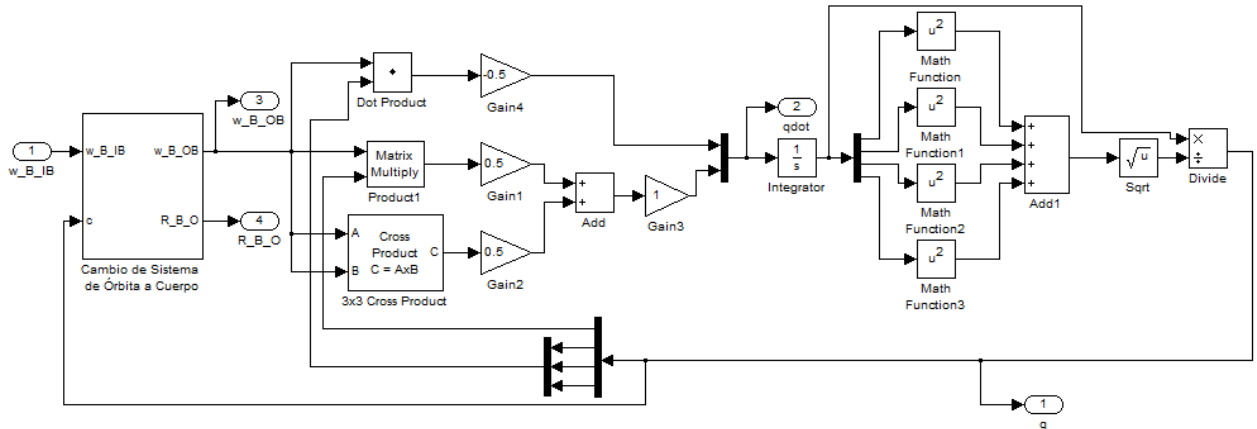 1
w_B_IB
w_B_IB
w_B_OB
c
R_B_O
Cambio de Sistema
de Órbita a Cuerpo
3
w_B_OB
4
R_B_O
Dot Product
-0.5
Gain4
Matrix
Multiply
Product1
0.5
Gain1
A
B
Cross
Product
C = AxB
C
3x3 Cross Product
0.5
Gain2
+
+
Add
1
Gain3
2
qdot
1
s
Integrator
u²
Math
Function
u²
Math
Function1
u²
Math
Function2
u²
Math
Function3
+
+
+
+
Add1
√u
Sqrt
×
÷
Divide
1
q